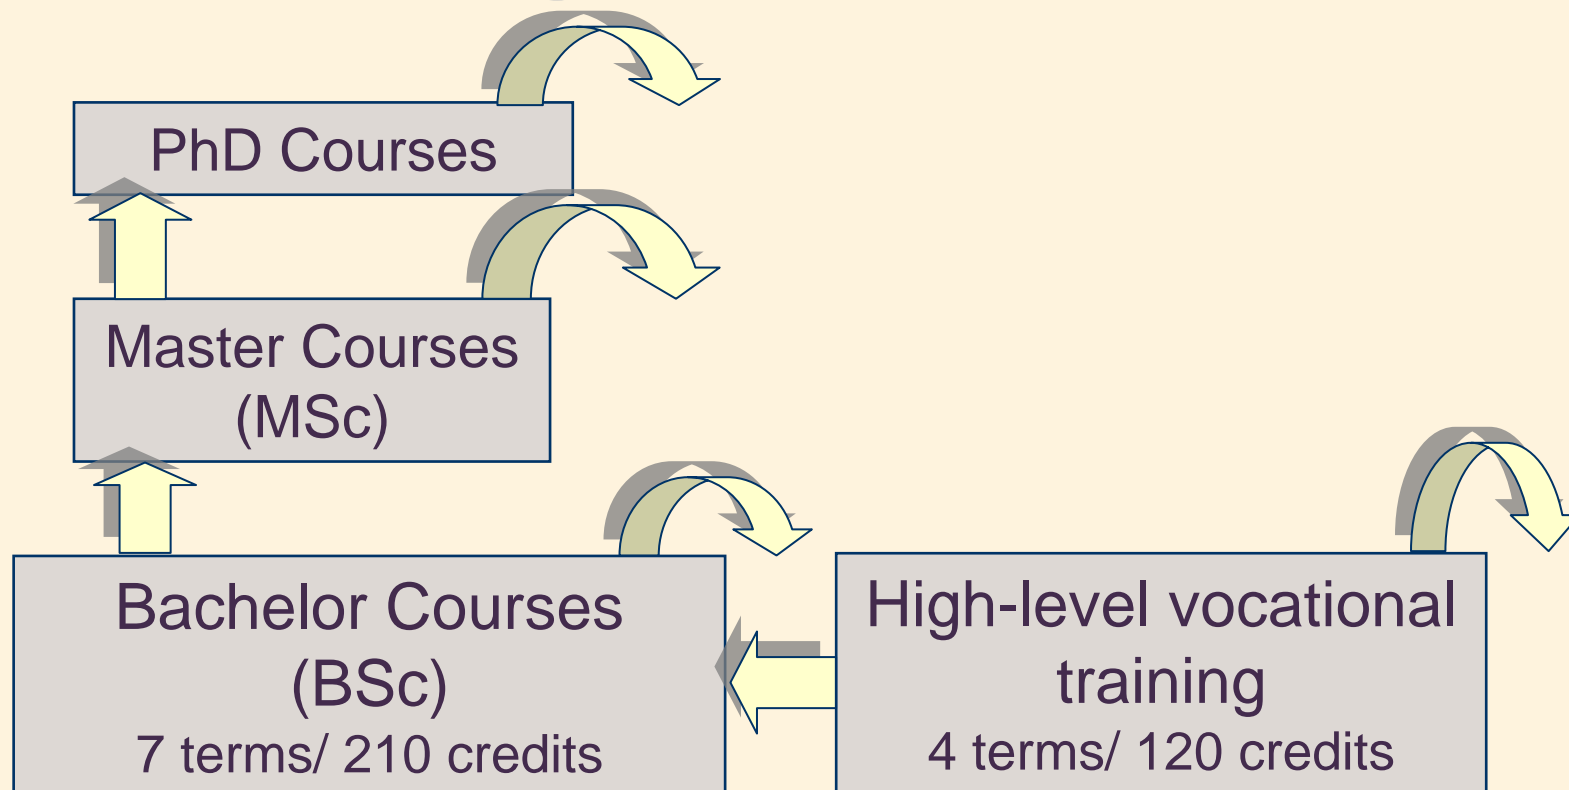 PhD Courses
Master Courses
(MSc)
Bachelor Courses
(BSc)
7 terms/ 210 credits
High-level vocational
training
4 terms/ 120 credits